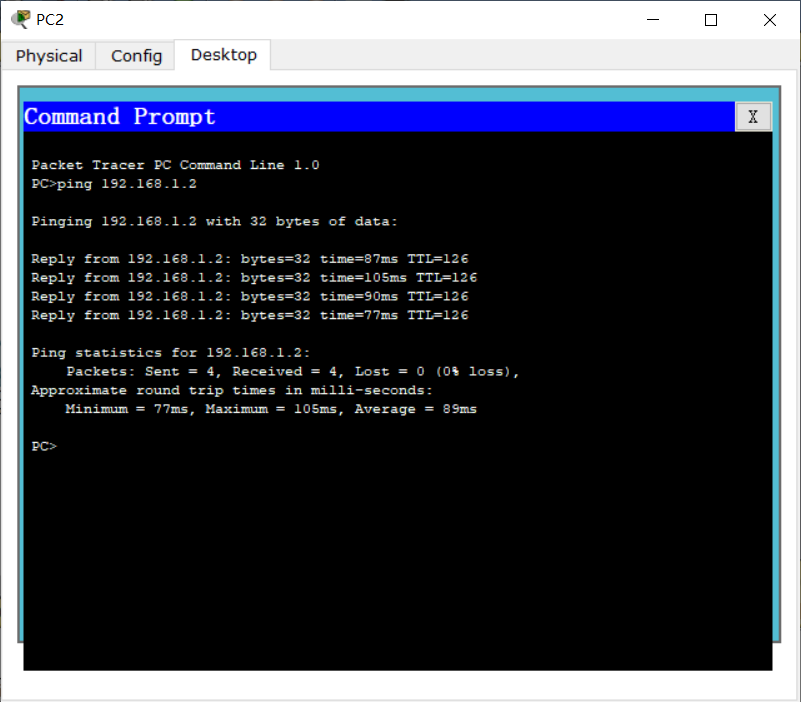 PC2
Physical Config Desktop
Command Prompt X
Packet Tracer PC Command Line 1.0
PC>ping 192.168.1.2
Pinging 192.168.1.2 with 32 bytes of data:
Reply from 192.168.1.2: bytes=32 time=87ms TTL=126
Reply from 192.168.1.2: bytes=32 time=105ms TTL=126
Reply from 192.168.1.2: bytes=32 time=90ms TTL=126
Reply from 192.168.1.2: bytes=32 time=77ms TTL=126
Ping statistics for 192.168.1.2:
Packets: Sent = 4, Received = 4, Lost = 0 (0% loss),
Approximate round trip times in milli-seconds:
Minimum = 77ms, Maximum = 105ms, Average = 89ms
PC>